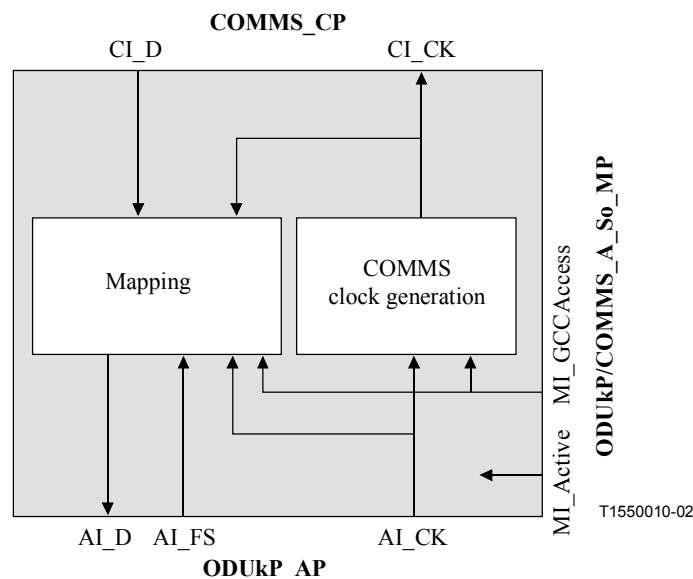 COMMS_CP
CI_D CI_CK
Mapping
COMMS
clock generation
MI_GCCAccess
MI_Active
ODUkP/COMMS_A_So_MP
T1550010-02
AI_D AI_FS AI_CK
ODUkP_AP